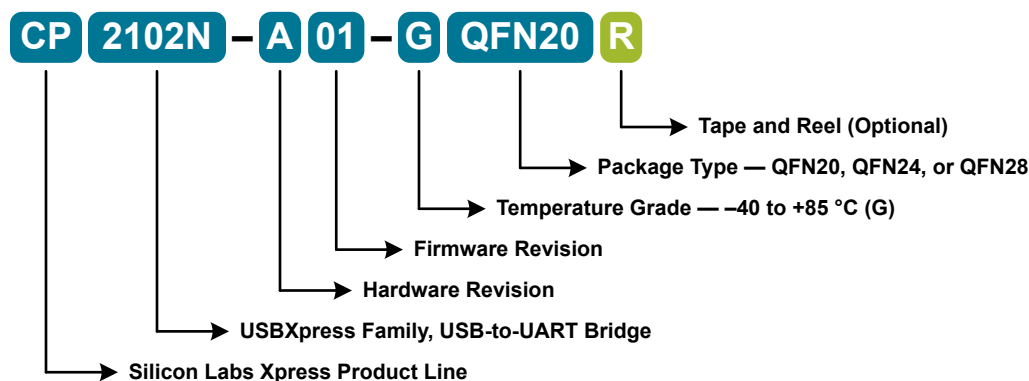 CP 2102N – A 01 – G QFN20 R
Tape and Reel (Optional)
Package Type — QFN20, QFN24, or QFN28
Temperature Grade — –40 to +85 °C (G)
Firmware Revision
Hardware Revision
USBXpress Family, USB-to-UART Bridge
Silicon Labs Xpress Product Line